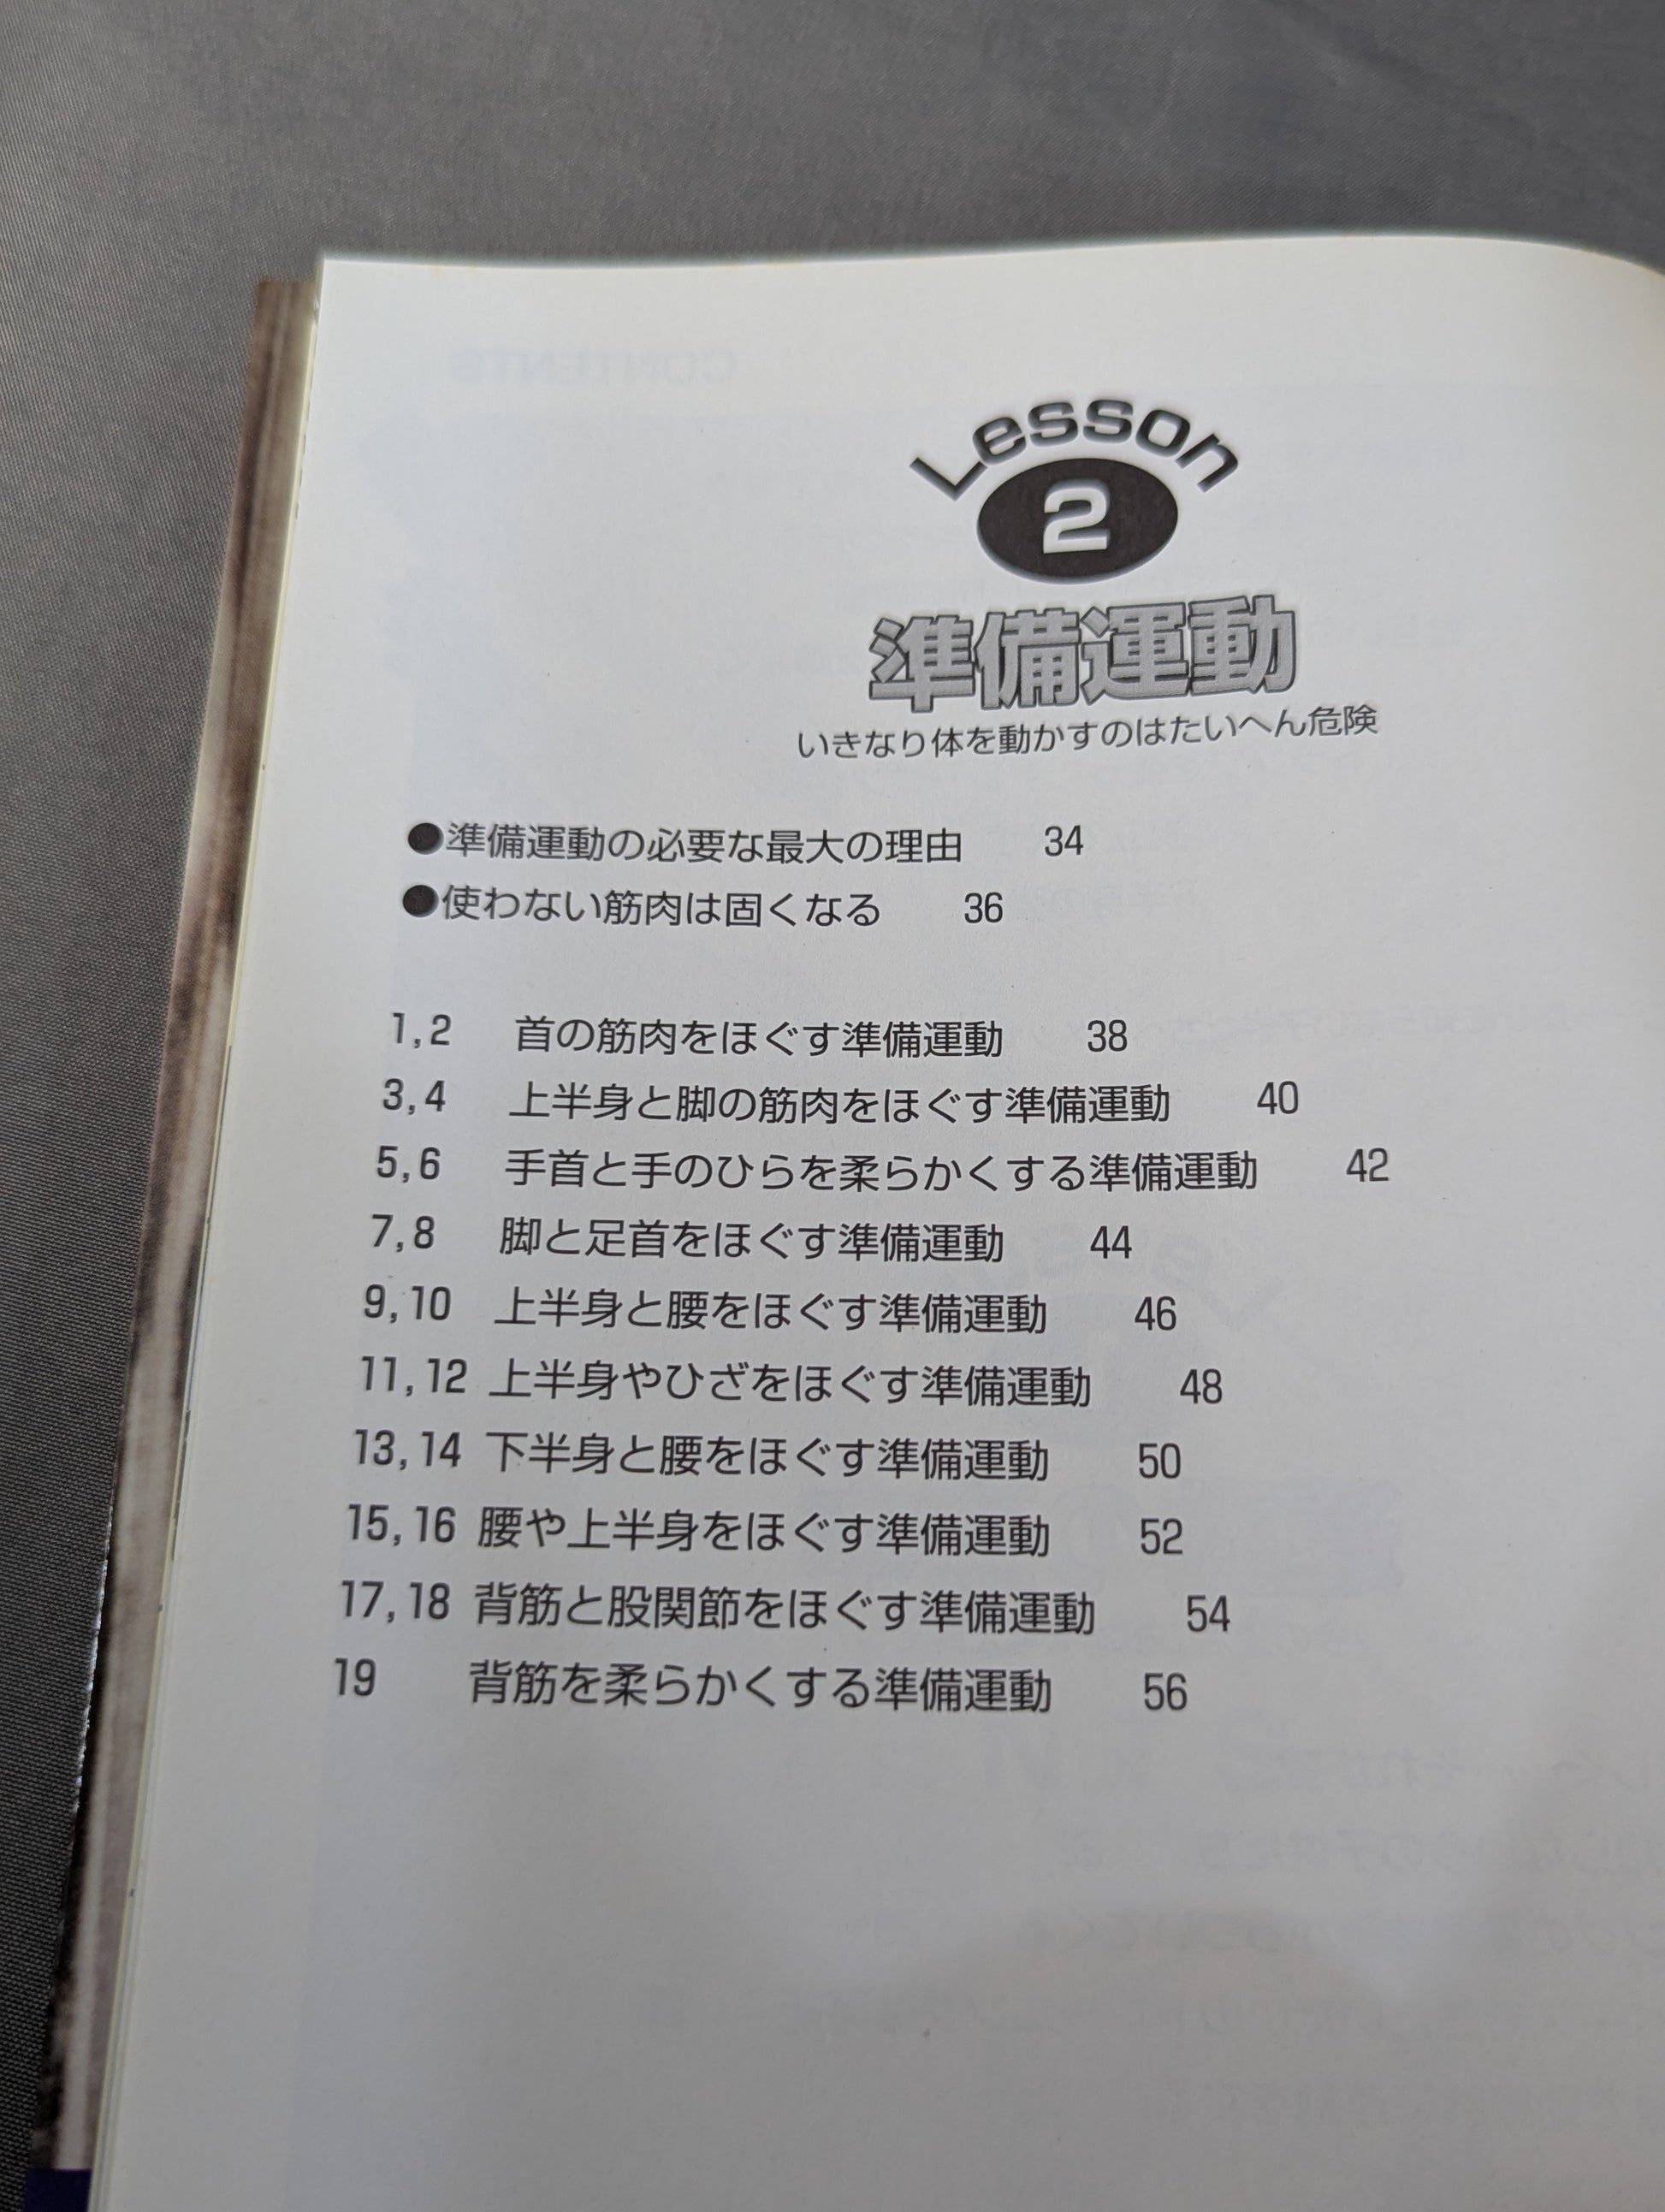 Lesson
2
準備運動
いきなり体を動かすのはたいへん危険
●準備運動の必要な最大の理由 34
●使わない筋肉は固くなる 36
1,2 首の筋肉をほぐす準備運動 38
3,4 上半身と脚の筋肉をほぐす準備運動 40
5,6 手首と手のひらを柔らかくする準備運動 42
7,8 脚と足首をほぐす準備運動 44
9,10 上半身と腰をほぐす準備運動 46
11,12 上半身やひざをほぐす準備運動 48
13,14 下半身と腰をほぐす準備運動 50
15,16 腰や上半身をほぐす準備運動 52
17,18 背筋と股関節をほぐす準備運動 54
19 背筋を柔らかくする準備運動 56